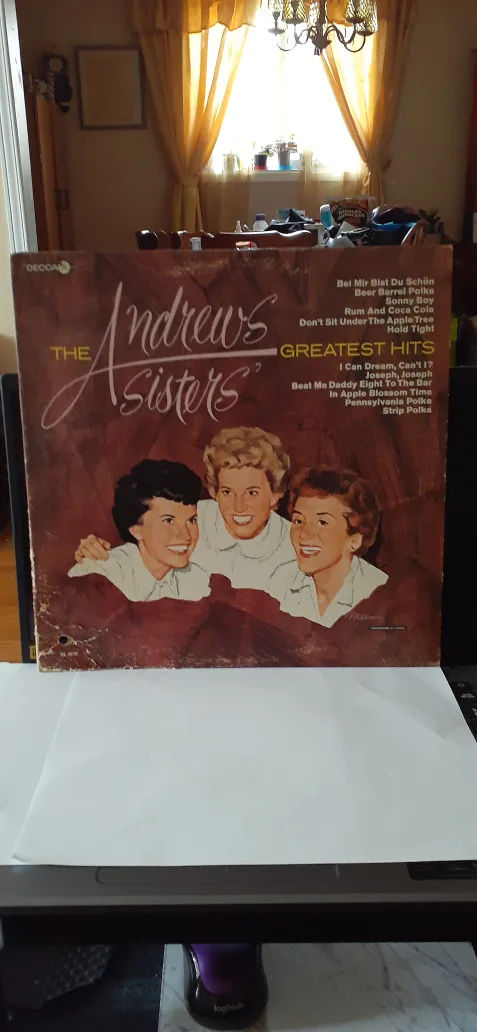 DECCA
Bei Mir Bist Du Schön
Beer Barrel Polka
Sonny Boy
Rum And Coca Cola
Don't Sit Under The Apple Tree
Hold Tight
THE Andrews Sisters' GREATEST HITS
I Can Dream, Can't I?
Joseph, Joseph
Beat Me Daddy Eight To The Bar
In Apple Blossom Time
Pennsylvania Polka
Strip Polka
logitech